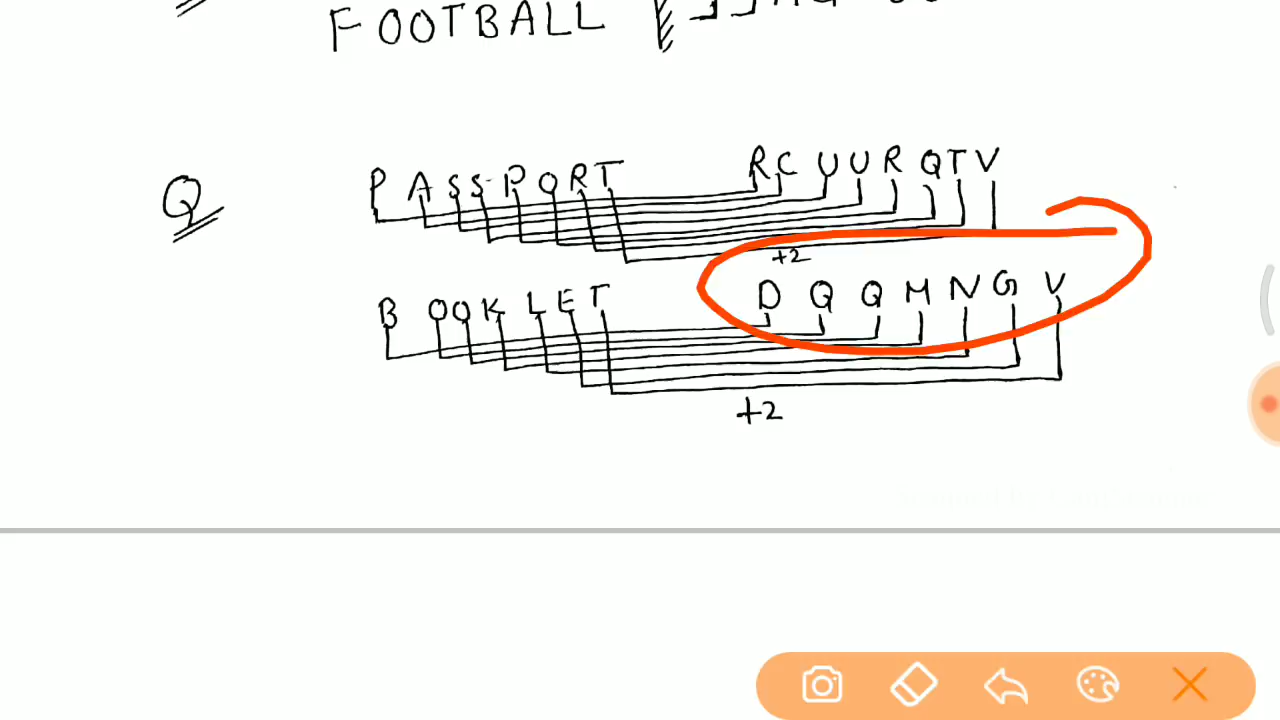 FOOTBALL
Q PASSPORT RCUURQTV
+2
BOOKLET DQQMNGV
+2